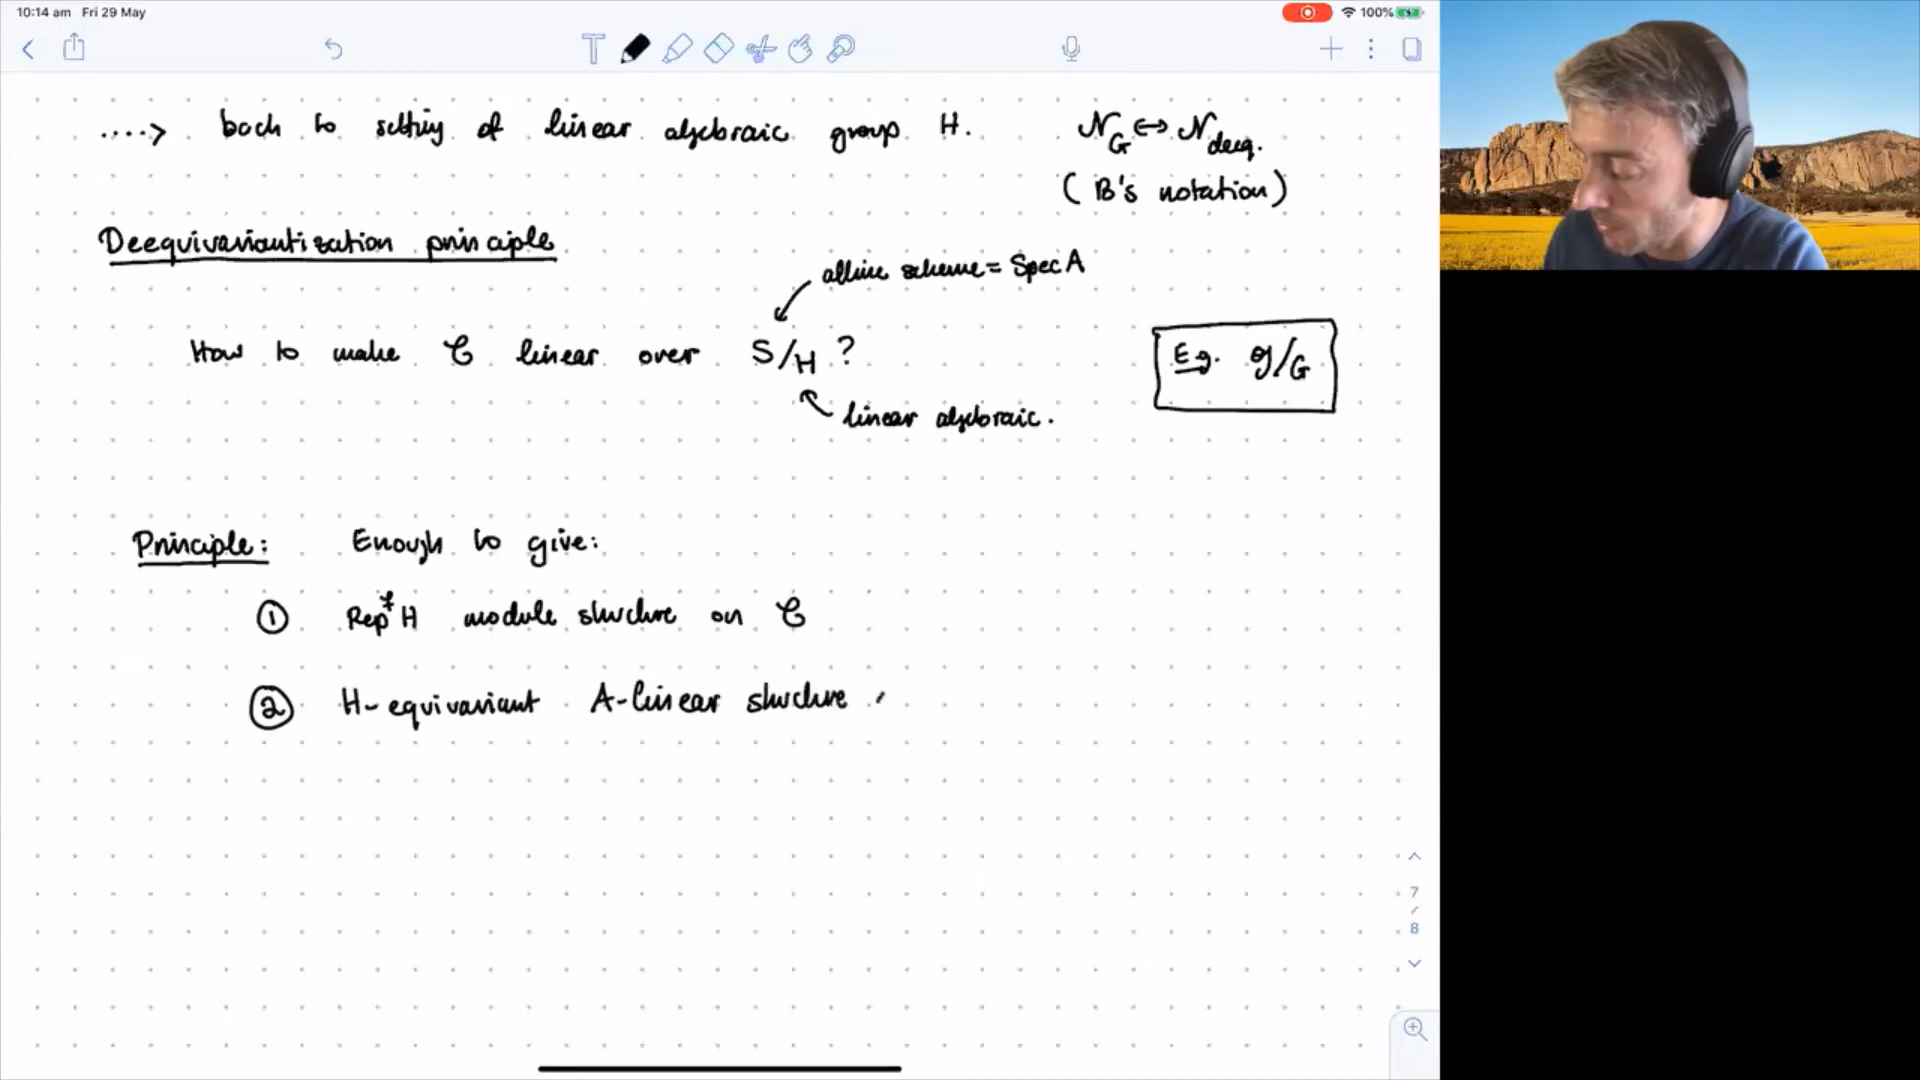 10:14 am Fri 29 May
100%
....> back to setting of linear algebraic group H.
N_G ↔ N_deeq.
(B's notation)
Deequivariantization principle
affine scheme = Spec A
How to make C linear over S/H ?
E.g. g/G
linear algebraic.
Principle: Enough to give:
① Rep^f H module structure on C
② H-equivariant A-linear structure
7
/
8